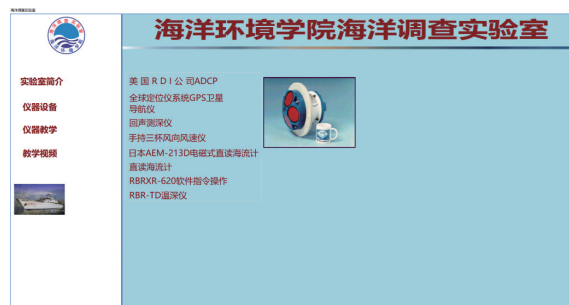 海洋调查实验室
海洋环境学院海洋调查实验室
实验室简介
仪器设备
仪器教学
教学视频
美 国 R D I 公 司ADCP
全球定位仪系统GPS卫星
导航仪
回声测深仪
手持三杯风向风速仪
日本AEM-213D电磁式直读海流计
直读海流计
RBRXR-620软件指令操作
RBR-TD温深仪